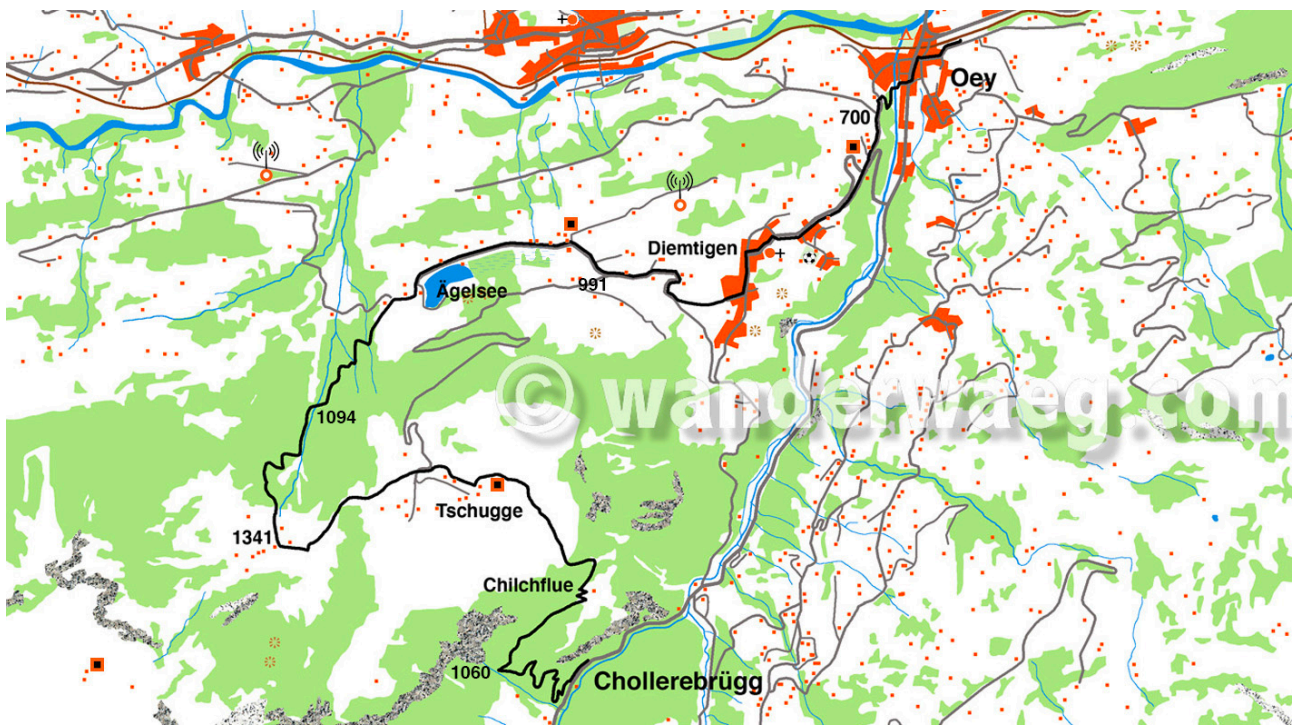 Oey
700
Diemtigen
991
Ägelsee
© wanderwaeg.com
1094
Tschugge
1341
Chilchflue
1060
Chollerebrügg